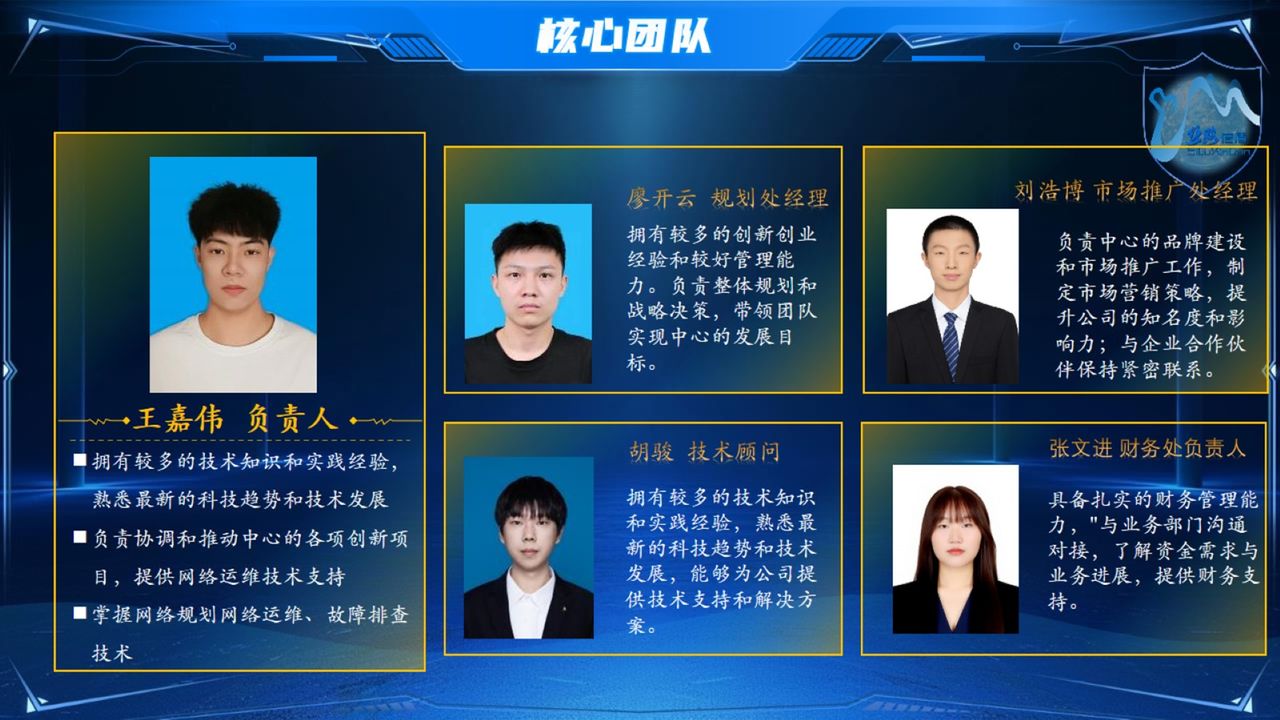 核心团队
王嘉伟 负责人
拥有较多的技术知识和实践经验，
熟悉最新的科技趋势和技术发展
负责协调和推动中心的各项创新项
目，提供网络运维技术支持
掌握网络规划网络运维、故障排查
技术
廖开云 规划处经理
拥有较多的创新创业
经验和较好管理能
力。负责整体规划和
战略决策，带领团队
实现中心的发展目
标。
刘浩博 市场推广处经理
负责中心的品牌建设
和市场推广工作，制
定市场营销策略，提
升公司的知名度和影
响力；与企业合作伙
伴保持紧密联系。
胡骏 技术顾问
拥有较多的技术知识
和实践经验，熟悉最
新的科技趋势和技术
发展，能够为公司提
供技术支持和解决方
案。
张文进 财务处负责人
具备扎实的财务管理能
力，"与业务部门沟通
对接，了解资金需求与
业务进展，提供财务支
持。